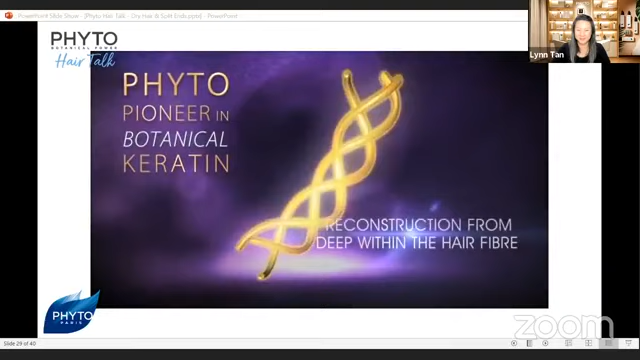 PowerPoint Slide Show - [Phyto Hair Talk - Dry Hair & Split Ends.pptx] - PowerPoint
PHYTO
BOTANICAL POWER
Hair Talk
PHYTO
PIONEER IN
BOTANICAL
KERATIN
RECONSTRUCTION FROM
DEEP WITHIN THE HAIR FIBRE
Lynn Tan
PHYTO
PARIS
Slide 29 of 40
zoom